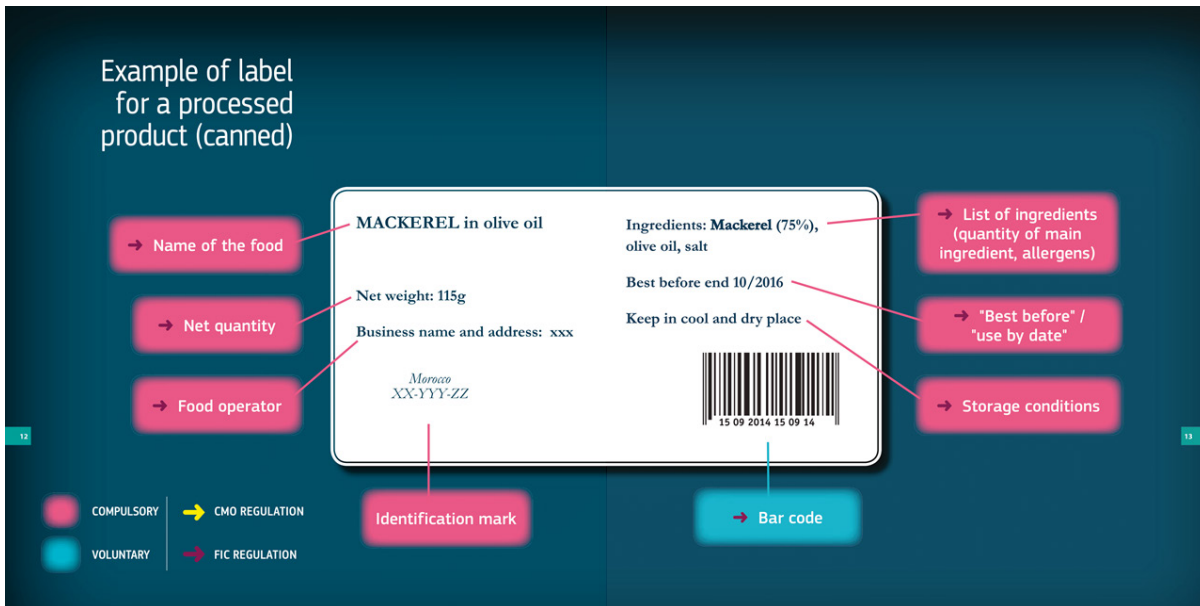 Example of label
for a processed
product (canned)
➔ Name of the food
➔ Net quantity
➔ Food operator
MACKEREL in olive oil
Net weight: 115g
Business name and address: xxx
Morocco
XX-YYY-ZZ
Ingredients: Mackerel (75%),
olive oil, salt
Best before end 10/2016
Keep in cool and dry place
15 09 2014 15 09 14
➔ List of ingredients
(quantity of main
ingredient, allergens)
➔ "Best before" /
"use by date"
➔ Storage conditions
Identification mark
➔ Bar code
12
13
COMPULSORY
➔ CMO REGULATION
VOLUNTARY
➔ FIC REGULATION